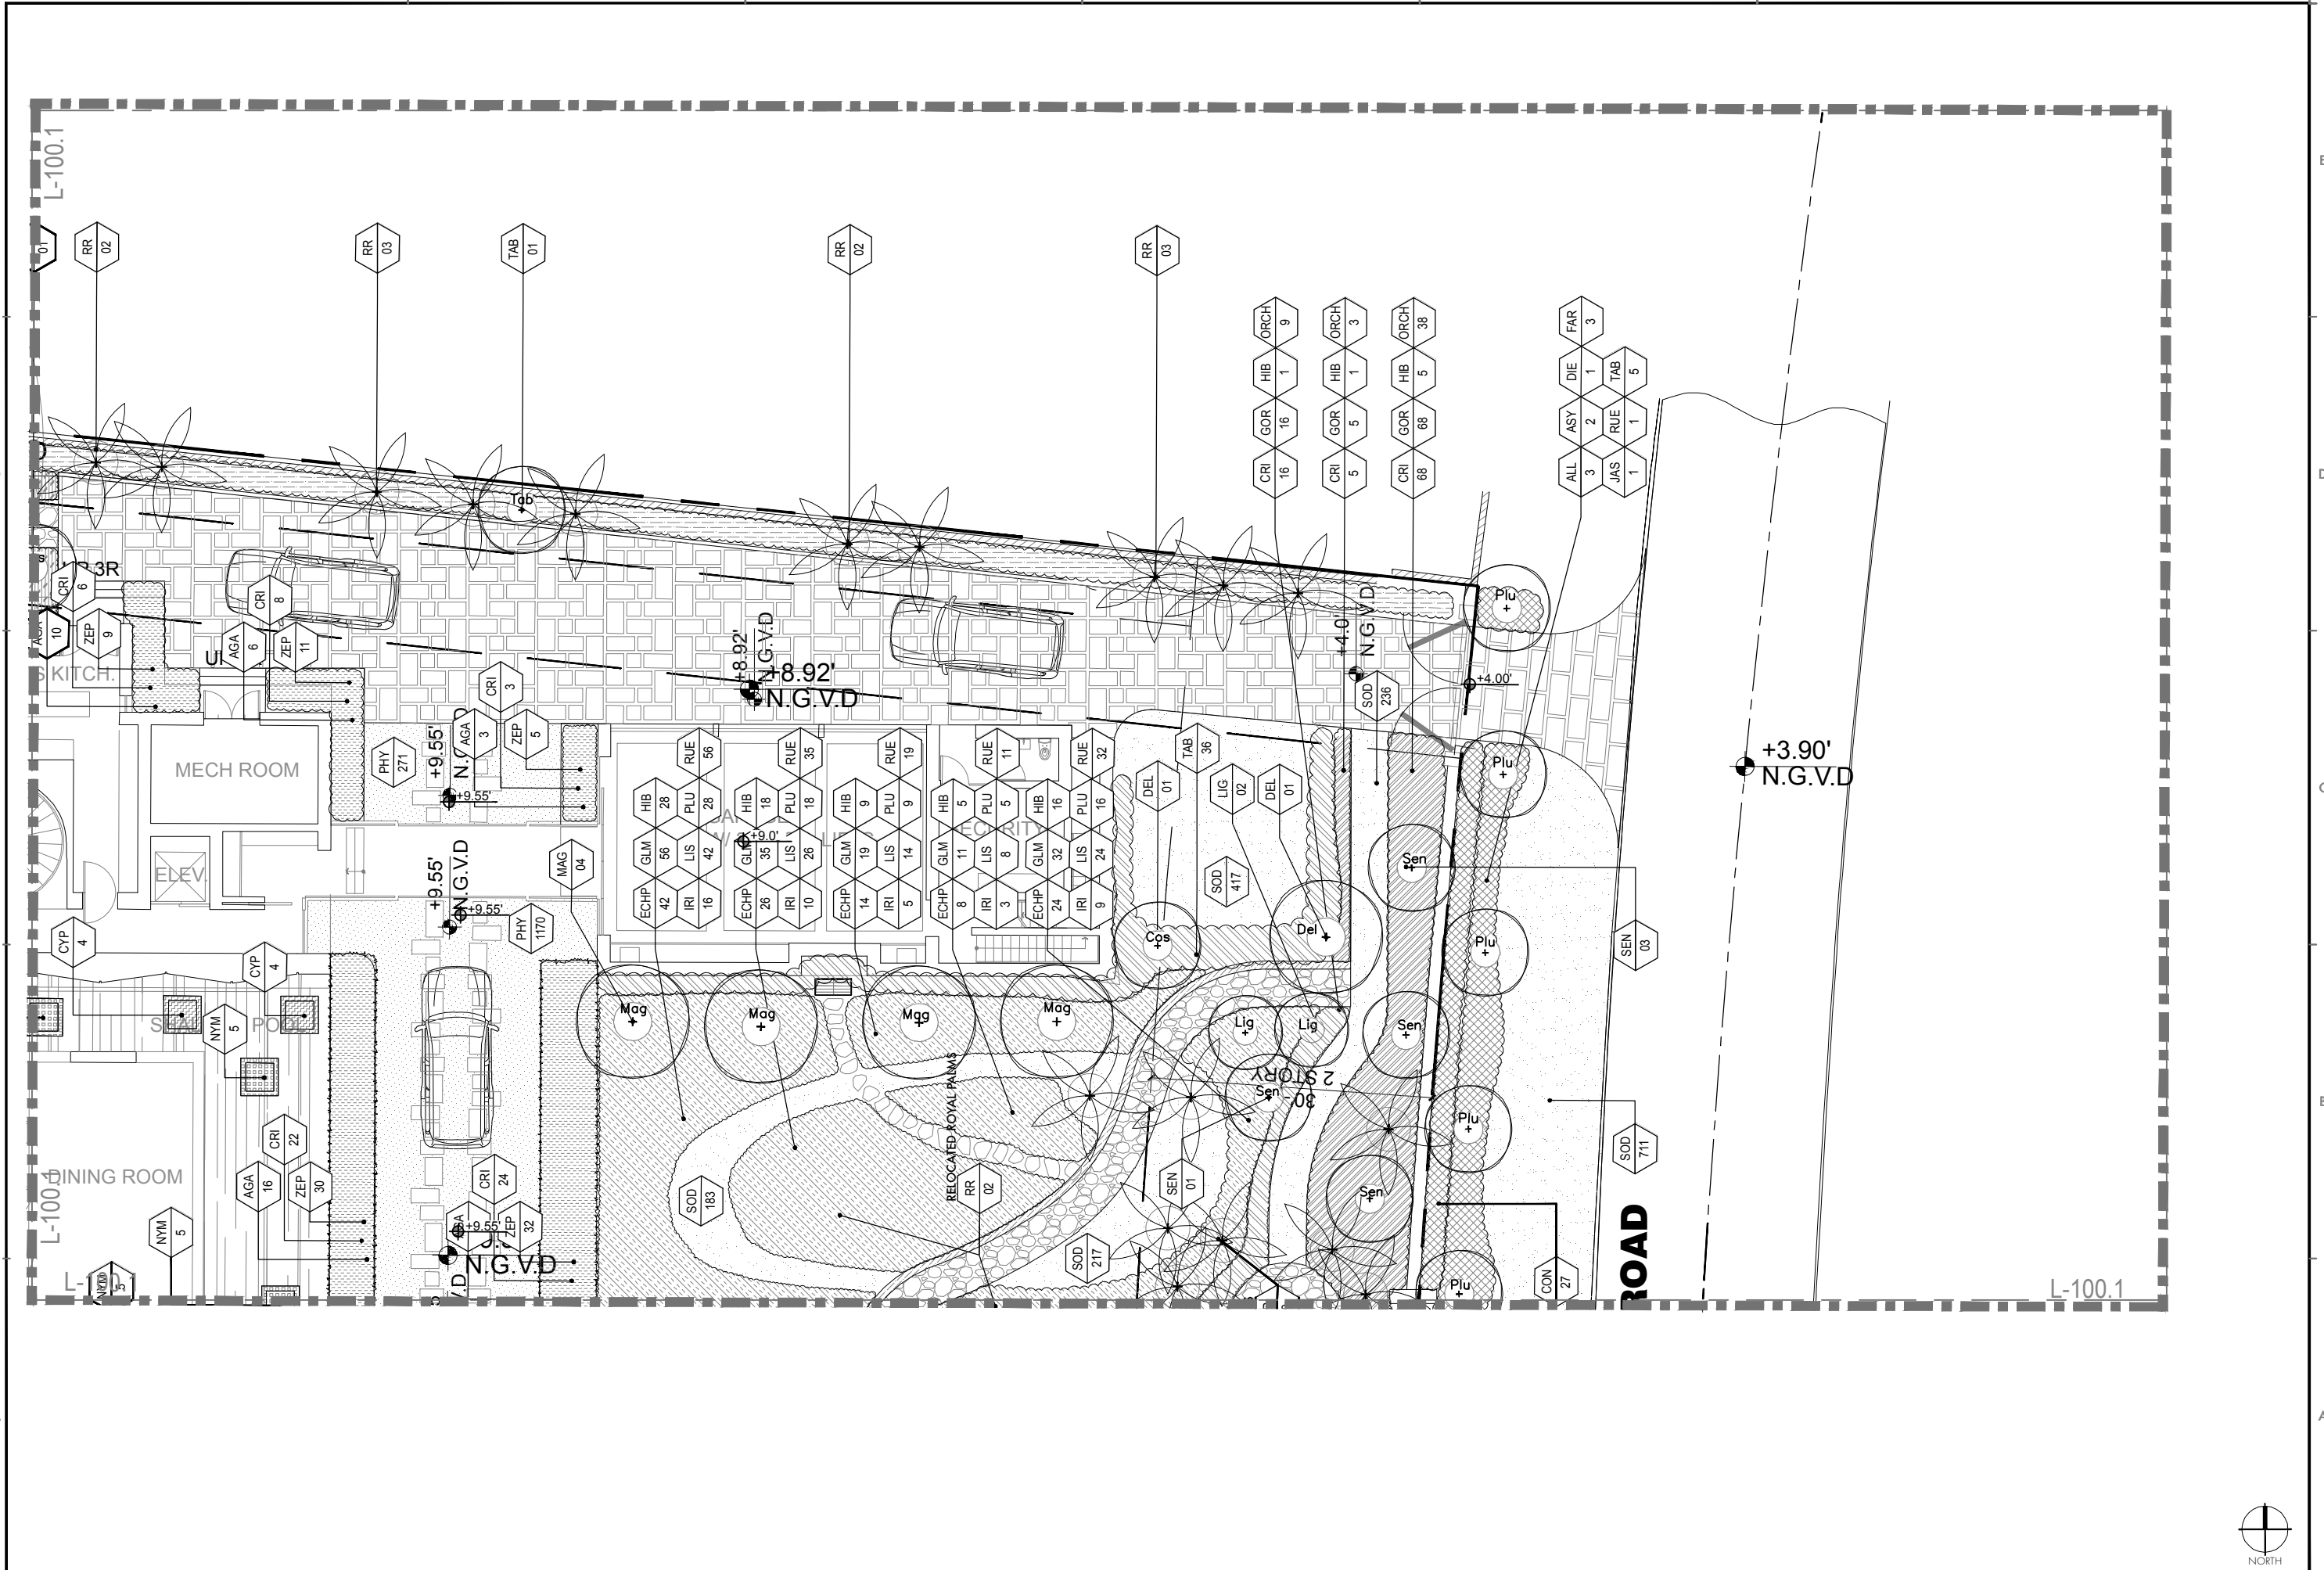 L-100.1
01
RR 02
RR 03
TAB 01
RR 02
RR 03
ORCH 9
HIB 1
GOR 16
CRI 16
ORCH 3
HIB 1
GOR 5
CRI 5
ORCH 38
HIB 5
GOR 68
CRI 68
FAR 3
DIE 1
ASY 2
ALL 3
TAB 5
RUE 1
JAS 1
Tab
3R
CRI 6
AGA 10
ZEP 9
CRI 8
AGA 6
ZEP 11
KITCH.
Plu
+4.0'
N.G.V.D
+4.00'
SOD 236
+8.92'
N.G.V.D
+8.92'
N.G.V.D
CRI 3
AGA 3
ZEP 5
PHY 271
+9.55'
+9.55'
MECH ROOM
ELEV.
+3.90'
N.G.V.D
Plu
RUE 56
HIB 28
PLU 28
GLM 56
LIS 42
ECHP 42
IRI 16
RUE 35
HIB 18
PLU 18
GLM 35
LIS 26
ECHP 26
IRI 10
+9.0'
RUE 19
HIB 9
PLU 9
GLM 19
LIS 14
ECHP 14
IRI 5
RUE 11
HIB 5
PLU 5
GLM 11
LIS 8
ECHP 8
IRI 3
RUE 32
HIB 16
PLU 16
GLM 32
LIS 24
ECHP 24
IRI 9
SECURITY
TAB 36
DEL 01
LIG 02
DEL 01
SOD 417
MAG 04
+9.55'
N.G.V.D
+9.55'
PHY 1170
Sen
SEN 03
Cos
Del
Plu
CYP 4
CYP 4
NYM 5
POOL
Mag
Mag
Mag
Mag
Lig
Lig
Sen
2 STORY
30'
Sen
Plu
RELOCATED ROYAL PALMS
RR 02
SEN 01
SOD 711
CRI 22
AGA 16
ZEP 30
CRI 24
AGA
ZEP 32
+9.55'
N.G.V.D
DINING ROOM
NYM 5
NYM 5
SOD 183
SOD 217
Sen
Plu
CON 27
ROAD
L-100.1
L-100.1
L-100.1
NORTH